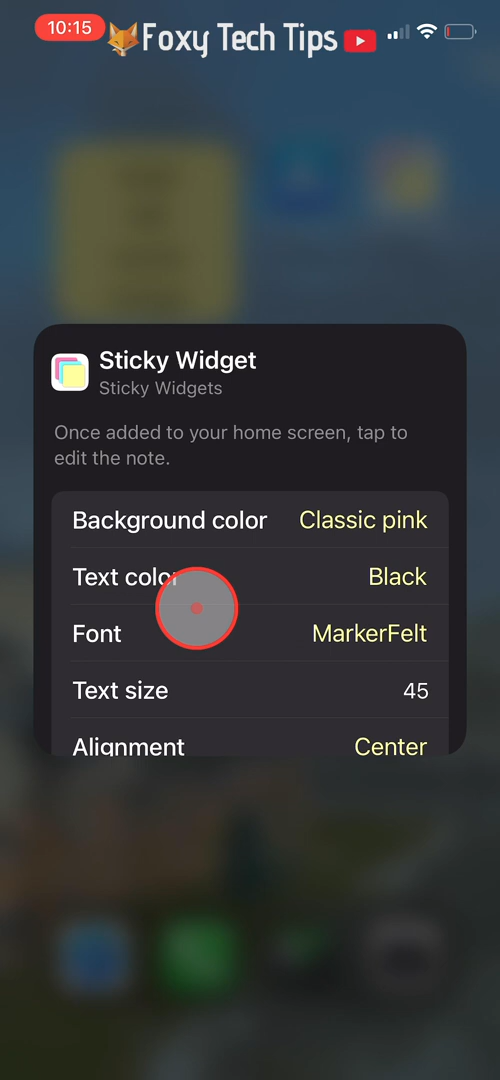 10:15
Foxy Tech Tips
Sticky Widget
Sticky Widgets
Once added to your home screen, tap to
edit the note.
Background color Classic pink
Text color Black
Font MarkerFelt
Text size 45
Alignment Center